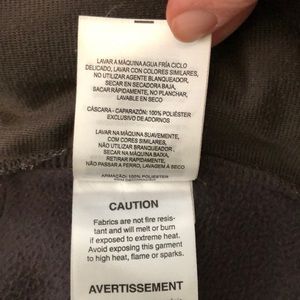 LAVAR A MÁQUINA AGUA FRÍA CICLO
DELICADO, LAVAR CON COLORES SIMILARES,
NO UTILIZAR AGENTE BLANQUEADOR,
SECAR EN SECADORA BAJA,
SACAR RÁPIDAMENTE, NO PLANCHAR,
LAVABLE EN SECO
CÁSCARA - CAPARAZÓN: 100% POLIÉSTER
EXCLUSIVO DE ADORNOS
LAVAR NA MÁQUINA SUAVEMENTE,
COM CORES SIMILARES,
NÃO UTILIZAR BRANQUEADOR,
SECAR NA MÁQUINA BAIXA,
RETIRAR RAPIDAMENTE,
NÃO PASSAR A FERRO, LAVAGEM A SECO
ARMAÇÃO: 100% POLIÉSTER
CAUTION
Fabrics are not fire resis-
tant and will melt or burn
if exposed to extreme heat.
Avoid exposing this garment
to high heat, flame or sparks.
AVERTISSEMENT